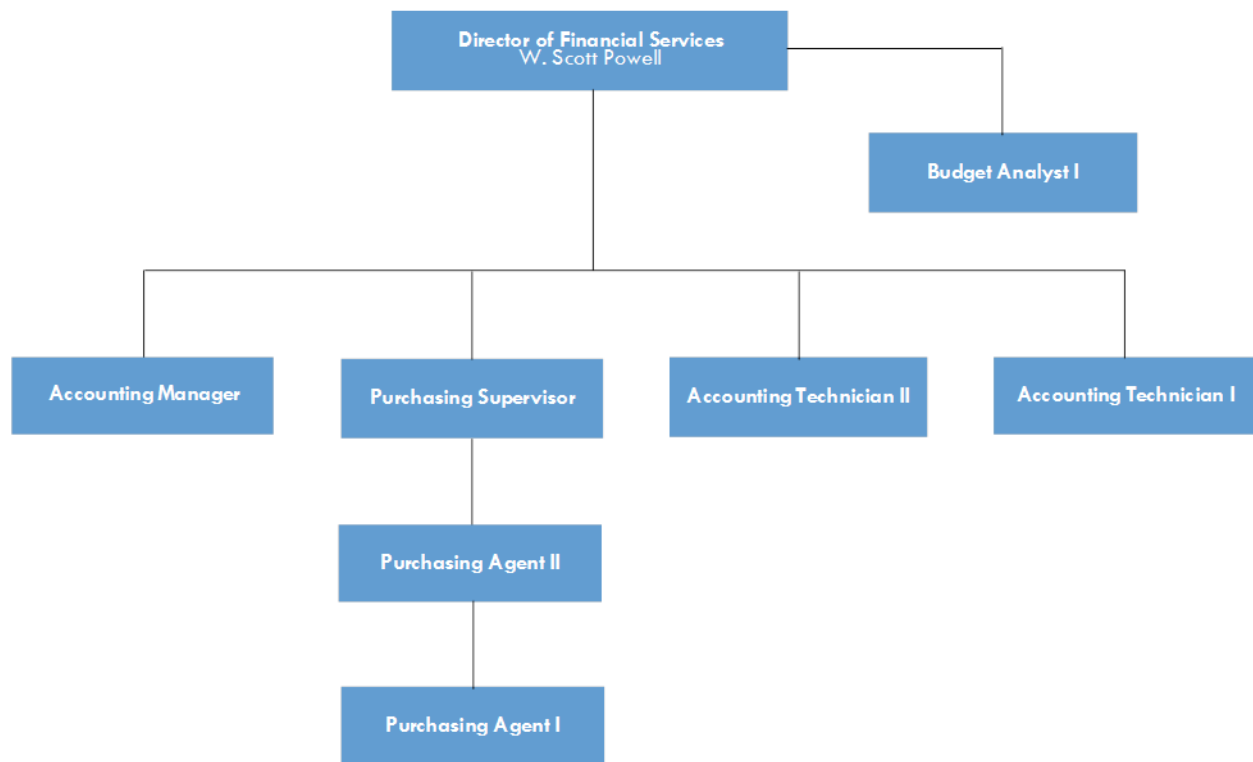 Director of Financial Services
W. Scott Powell
Budget Analyst I
Accounting Manager
Purchasing Supervisor
Accounting Technician II
Accounting Technician I
Purchasing Agent II
Purchasing Agent I